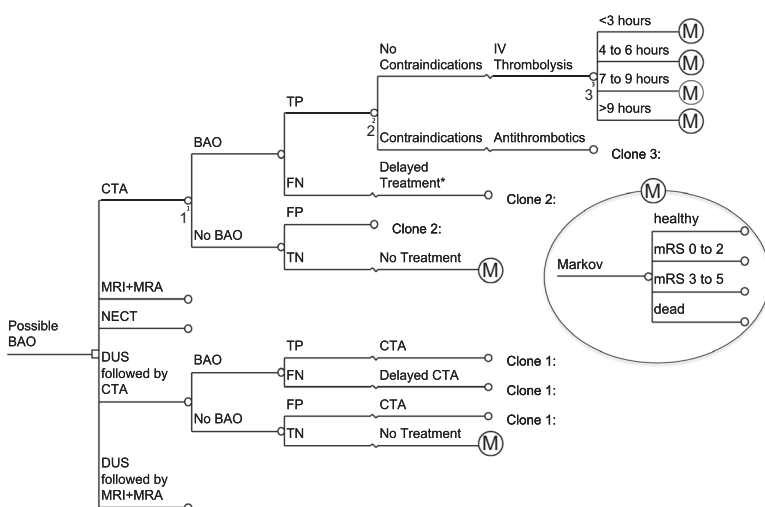 <3 hours
No
Contraindications
IV
Thrombolysis
M
4 to 6 hours
M
7 to 9 hours
M
3
>9 hours
M
TP
2
2
3
Contraindications
Antithrombotics
Clone 3:
BAO
FN
Delayed
Treatment*
Clone 2:
CTA
1
1
FP
Clone 2:
No BAO
TN
No Treatment
M
M
healthy
Markov
mRS 0 to 2
mRS 3 to 5
dead
MRI+MRA
NECT
Possible
BAO
DUS
followed by
CTA
BAO
TP
CTA
Clone 1:
FN
Delayed CTA
Clone 1:
No BAO
FP
CTA
Clone 1:
TN
No Treatment
M
DUS
followed by
MRI+MRA